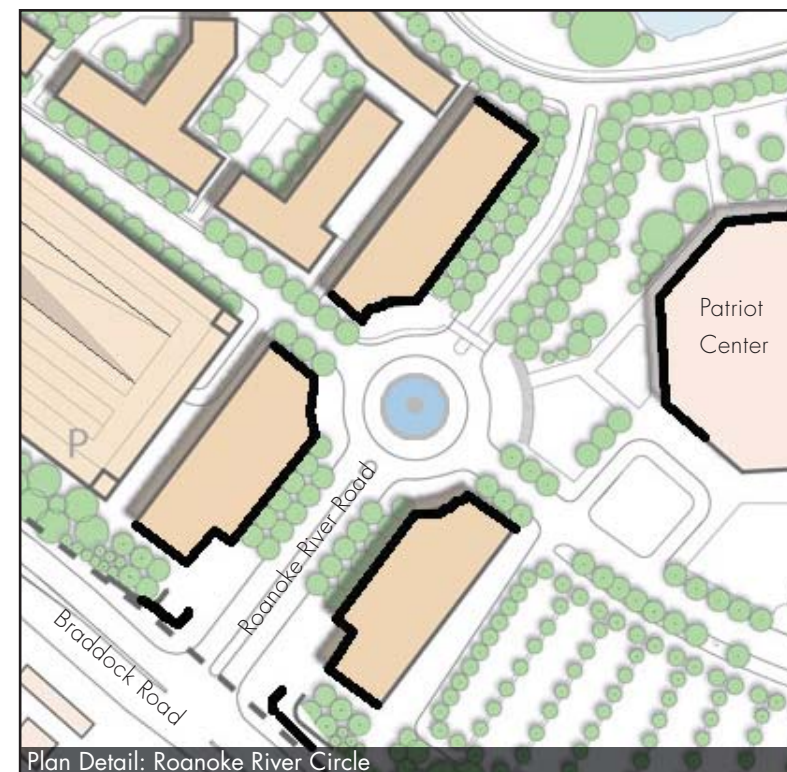 Patriot
Center
P
Roanoke River Road
Braddock Road
Plan Detail: Roanoke River Circle